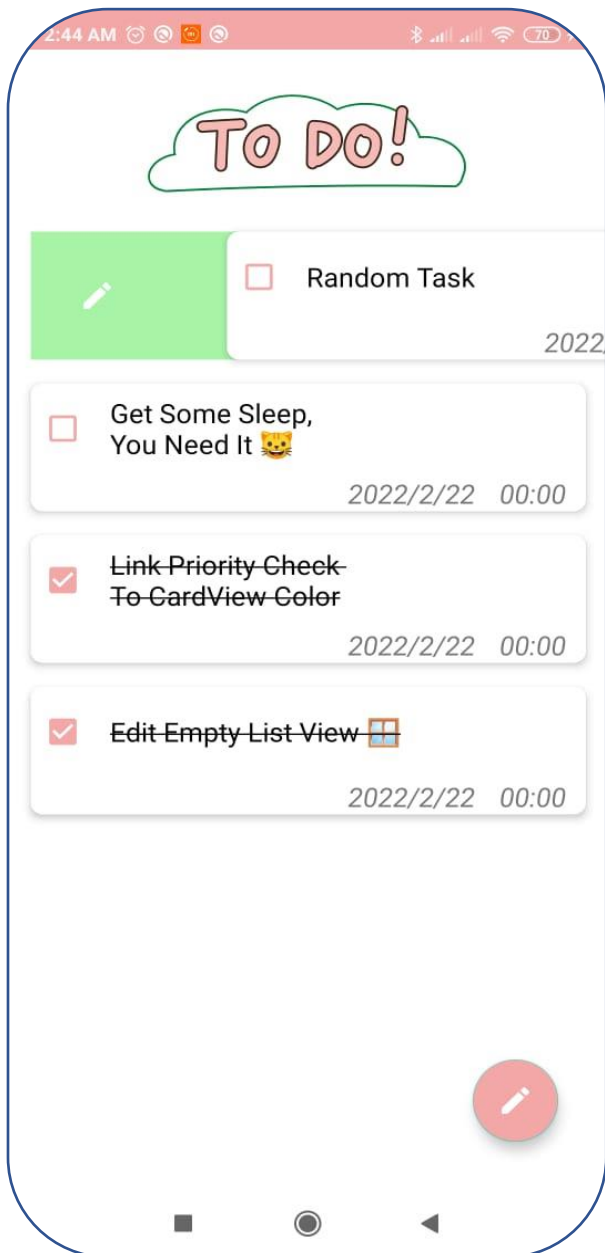 2:44 AM
70
TO DO!
Random Task
2022/
Get Some Sleep,
You Need It 😺
2022/2/22 00:00
Link Priority Check
To CardView Color
2022/2/22 00:00
Edit Empty List View 🪟
2022/2/22 00:00